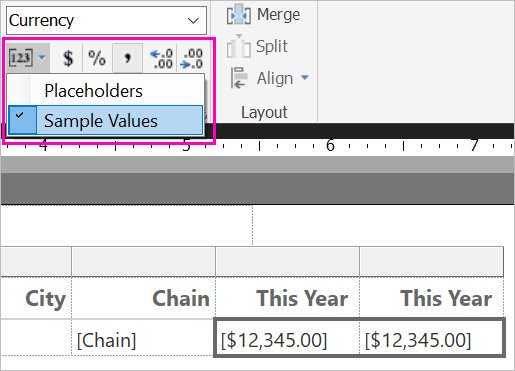 Currency
Merge
[123] $ % , ←.0 .00 .00 →.0
Split
Placeholders
Align
Sample Values
Layout
4 5 6 7
City Chain This Year This Year
[Chain] [$12,345.00] [$12,345.00]